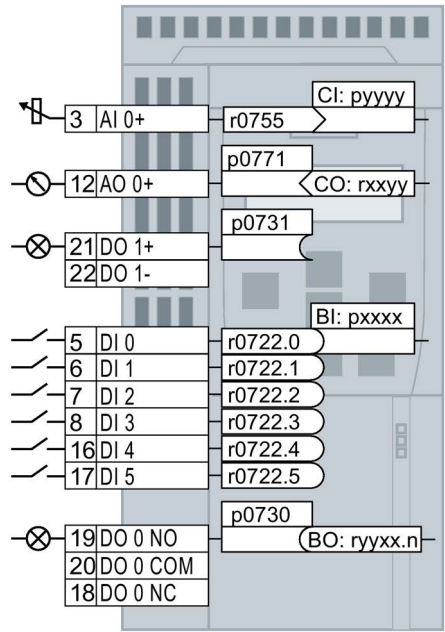 CI: pyyyy
3 AI 0+ r0755
p0771
12 AO 0+ CO: rxxyy
p0731
21 DO 1+
22 DO 1-
BI: pxxxx
5 DI 0 r0722.0
6 DI 1 r0722.1
7 DI 2 r0722.2
8 DI 3 r0722.3
16 DI 4 r0722.4
17 DI 5 r0722.5
p0730
19 DO 0 NO BO: ryyxx.n
20 DO 0 COM
18 DO 0 NC